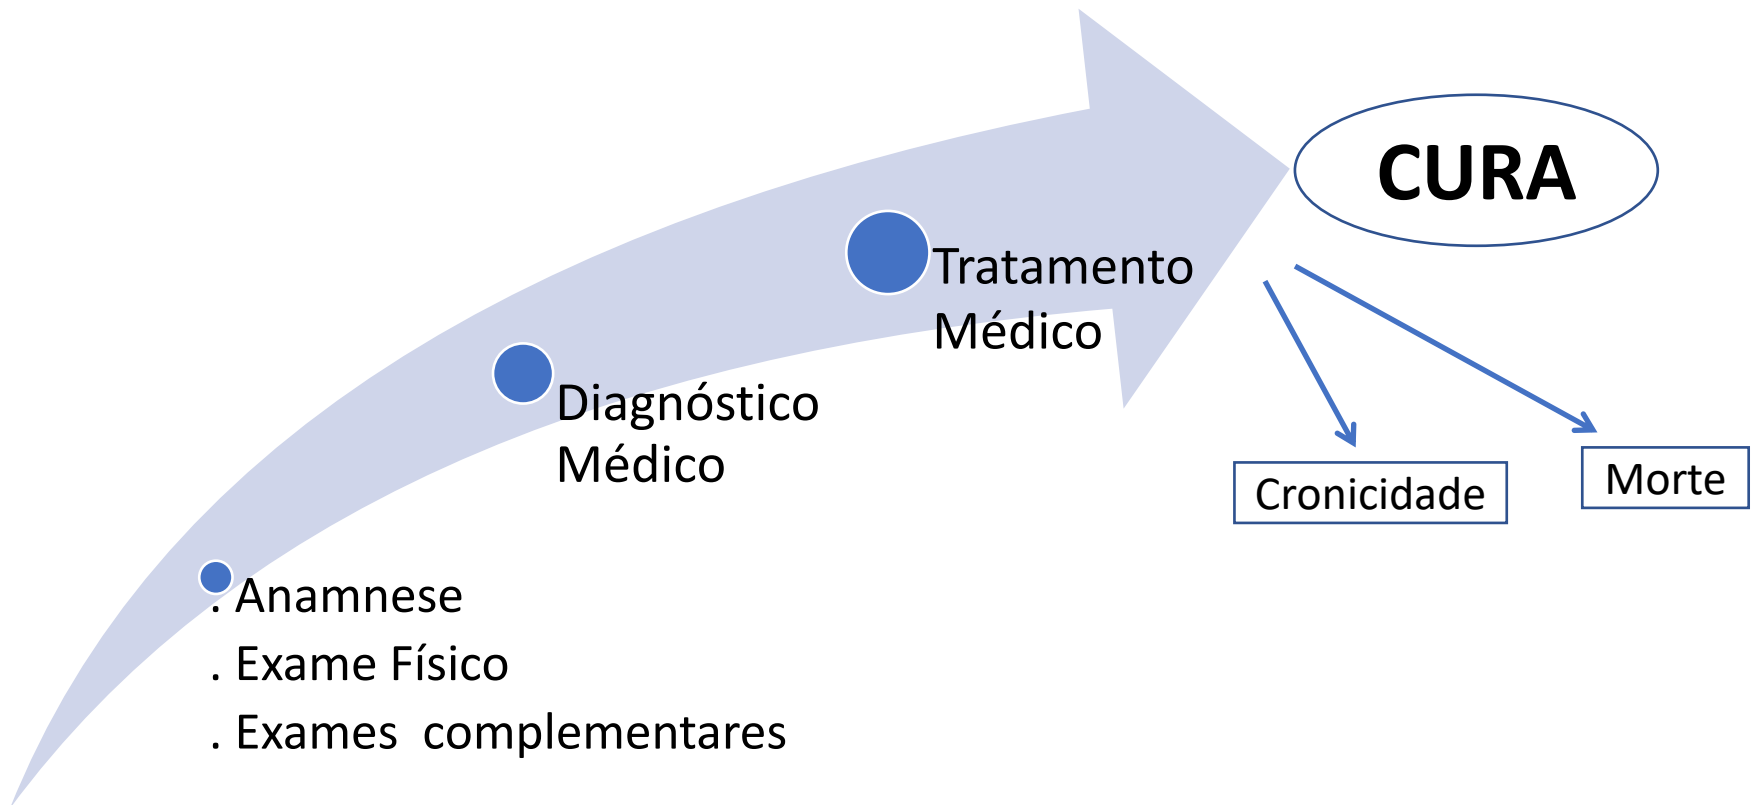 CURA
Tratamento
Médico
Diagnóstico
Médico
Cronicidade
Morte
. Anamnese
. Exame Físico
. Exames complementares